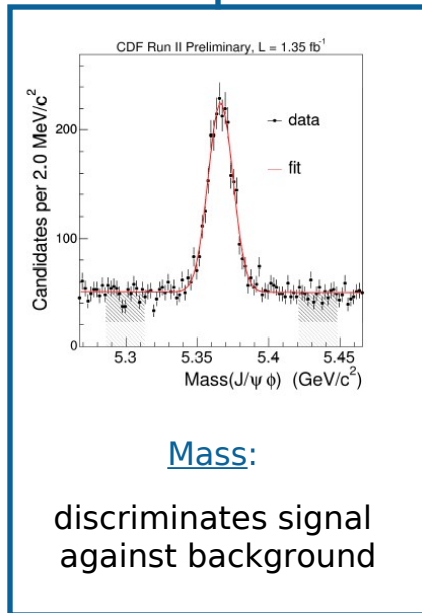 CDF Run II Preliminary, L = 1.35 fb⁻¹
Candidates per 2.0 MeV/c²
200
100
0
data
fit
5.3
5.35
5.4
5.45
Mass(J/ψ ϕ) (GeV/c²)
Mass:
discriminates signal
against background